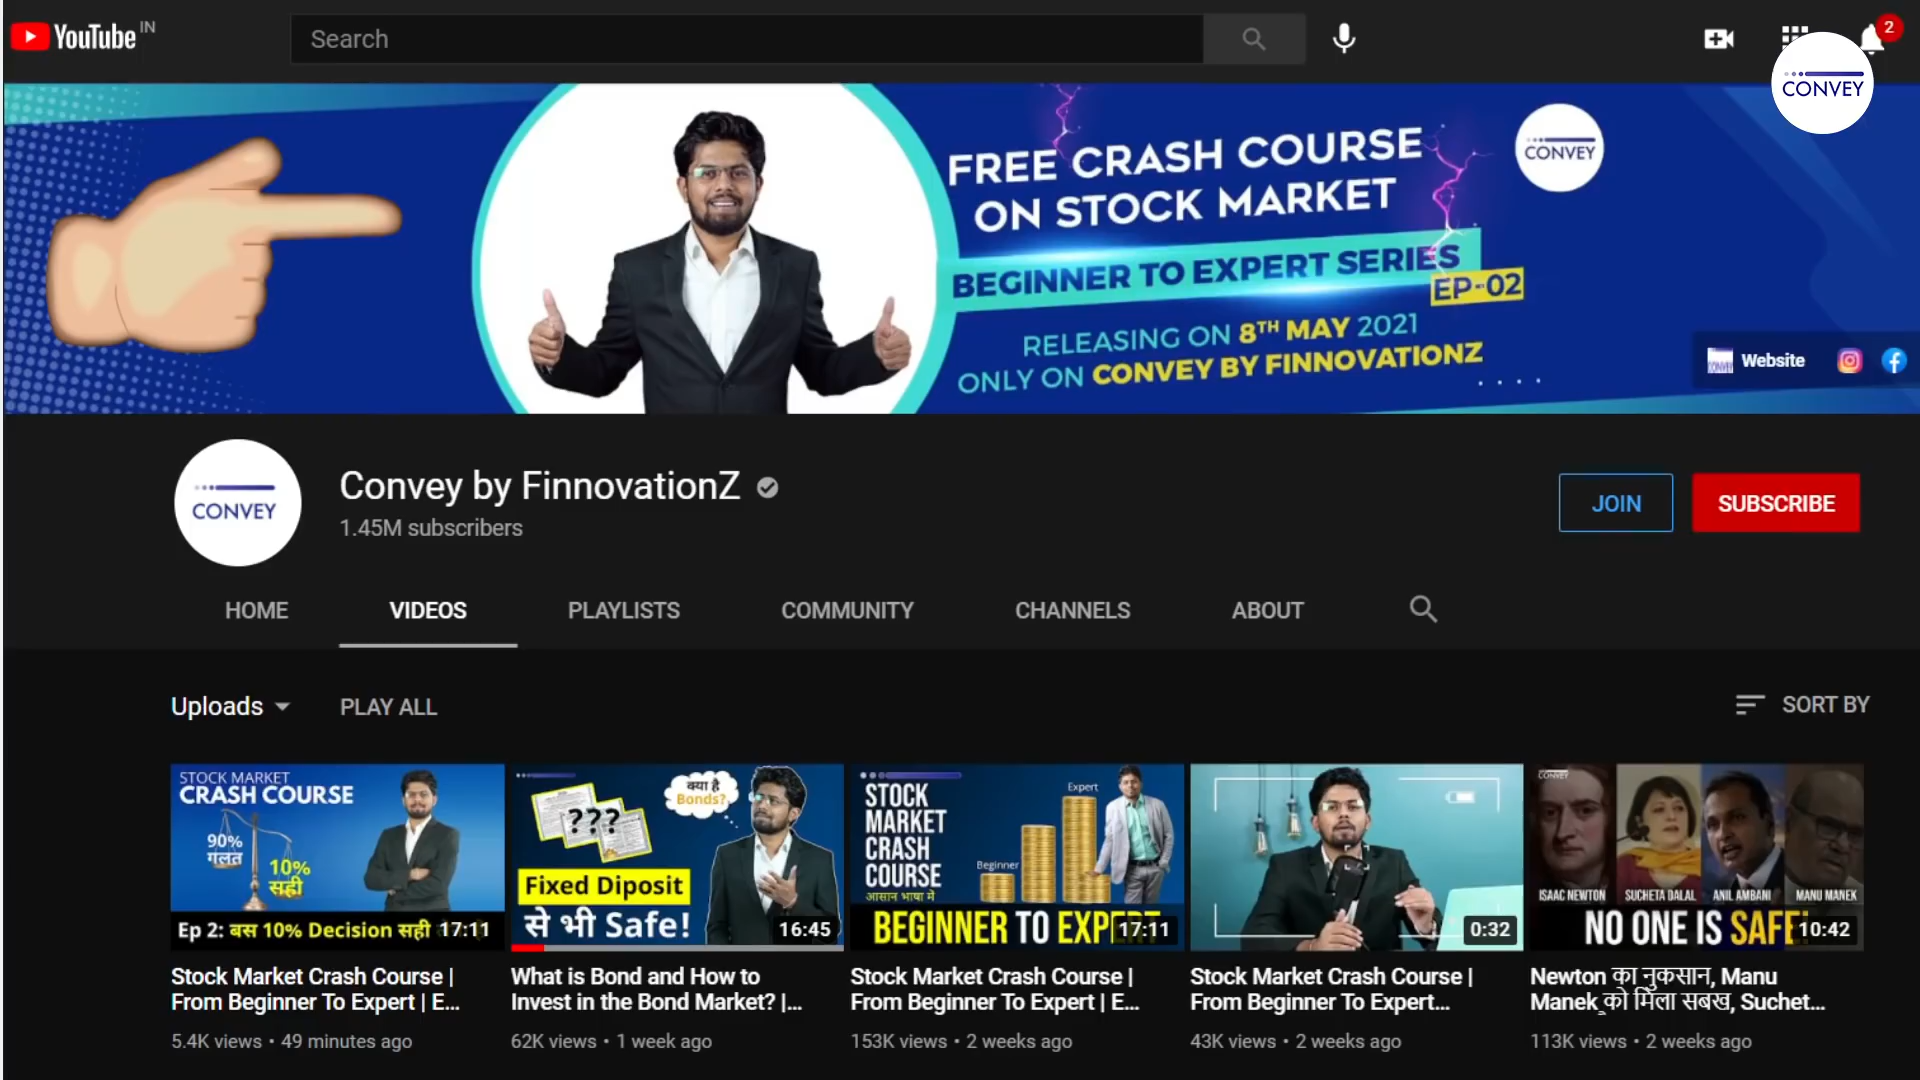 YouTube IN
Search
2
CONVEY
FREE CRASH COURSE
ON STOCK MARKET
CONVEY
BEGINNER TO EXPERT SERIES
EP-02
RELEASING ON 8TH MAY 2021
ONLY ON CONVEY BY FINNOVATIONZ
Website
CONVEY
Convey by FinnovationZ
1.45M subscribers
JOIN
SUBSCRIBE
HOME
VIDEOS
PLAYLISTS
COMMUNITY
CHANNELS
ABOUT
Uploads
PLAY ALL
SORT BY
STOCK MARKET
CRASH COURSE
90%
गलत
10%
सही
Ep 2: बस 10% Decision सही
17:11
क्या है
Bonds?
???
Fixed Diposit
से भी Safe!
16:45
STOCK
MARKET
CRASH
COURSE
आसान भाषा में
Beginner
Expert
BEGINNER TO EXPERT
17:11
0:32
CONVEY
ISAAC NEWTON
SUCHETA DALAL
ANIL AMBANI
MANU MANEK
NO ONE IS SAFE!
10:42
Stock Market Crash Course |
From Beginner To Expert | E...
5.4K views • 49 minutes ago
What is Bond and How to
Invest in the Bond Market? |...
62K views • 1 week ago
Stock Market Crash Course |
From Beginner To Expert | E...
153K views • 2 weeks ago
Stock Market Crash Course |
From Beginner To Expert...
43K views • 2 weeks ago
Newton का नुकसान, Manu
Manek को मिला सबख, Suchet...
113K views • 2 weeks ago